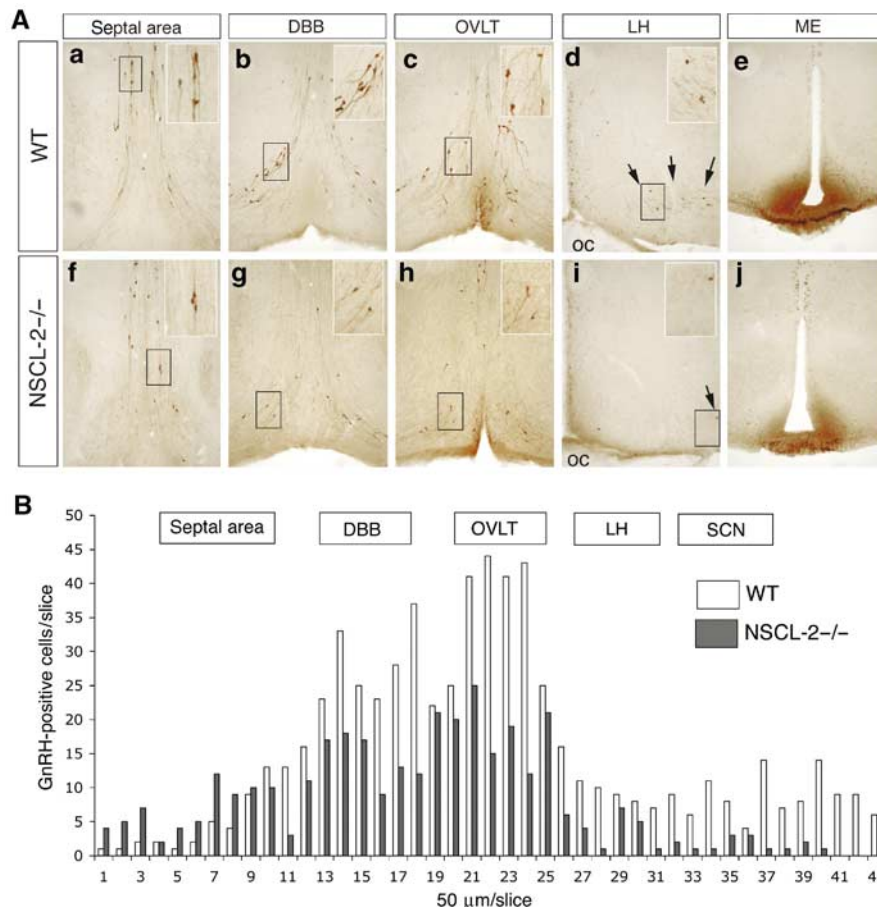 A
Septal area DBB OVLT LH ME
WT
a b c d e
oc
NSCL-2−/−
f g h i j
oc
B
GnRH-positive cells/slice
50
45
40
35
30
25
20
15
10
5
0
Septal area DBB OVLT LH SCN
WT
NSCL-2−/−
1 3 5 7 9 11 13 15 17 19 21 23 25 27 29 31 33 35 37 39 41 4
50 μm/slice